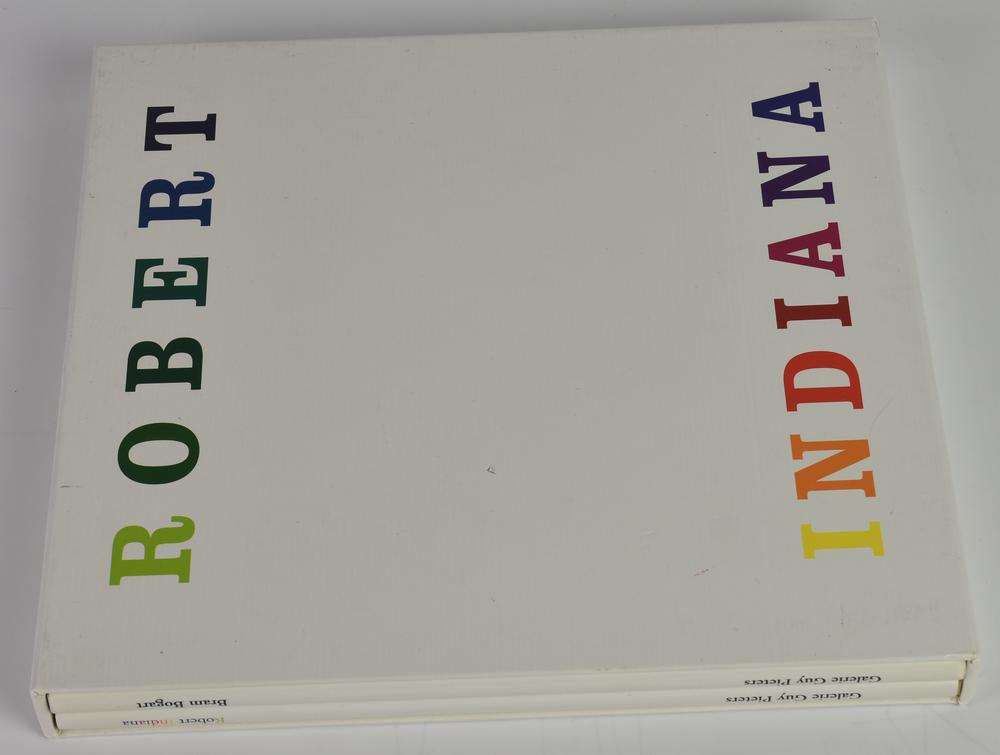 ROBERT
INDIANA
Bram Bogart Galerie Guy Pieters
Robert Indiana Galerie Guy Pieters